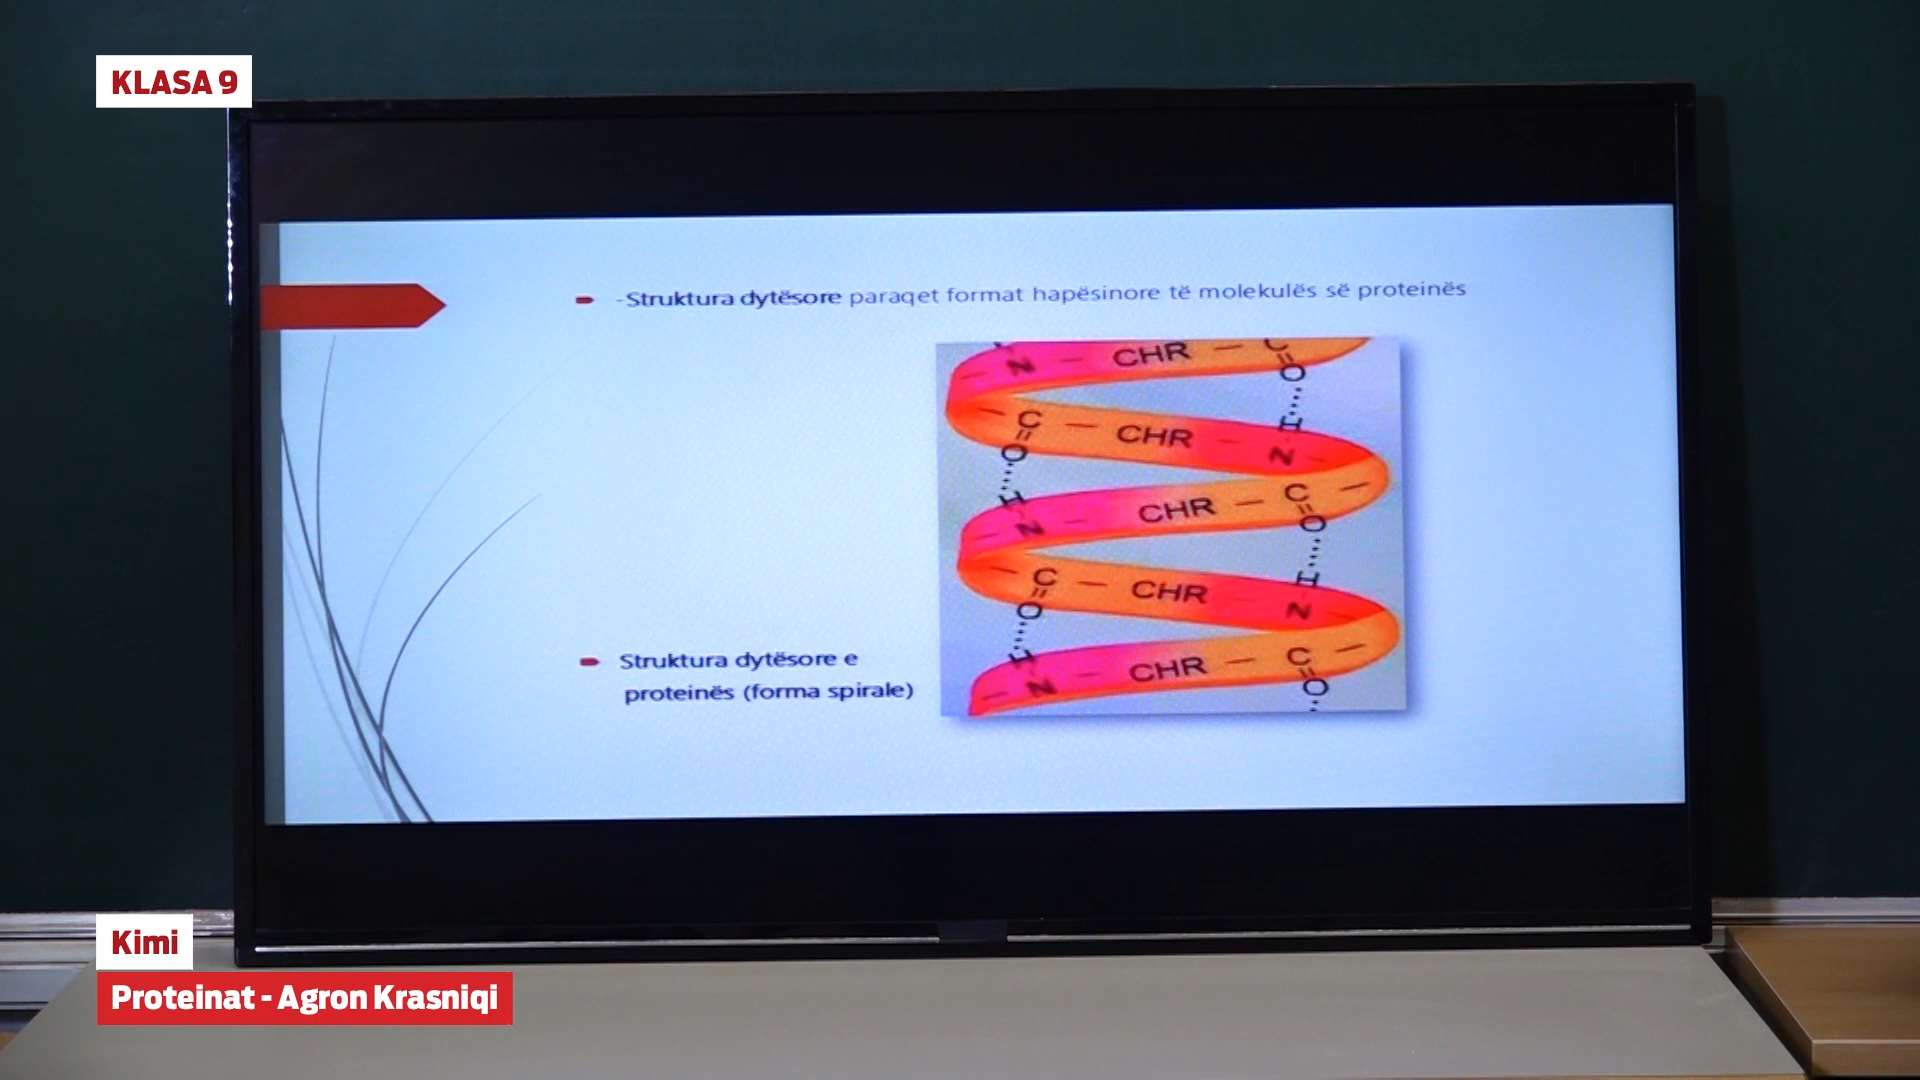 KLASA 9
-Struktura dytësore paraqet format hapësinore të molekulës së proteinës
N — CHR — C
O
H
C — CHR — N
O
H
N — CHR — C
O
H
C — CHR — N
O
H
N — CHR — C
O
Struktura dytësore e
proteinës (forma spirale)
Kimi
Proteinat - Agron Krasniqi